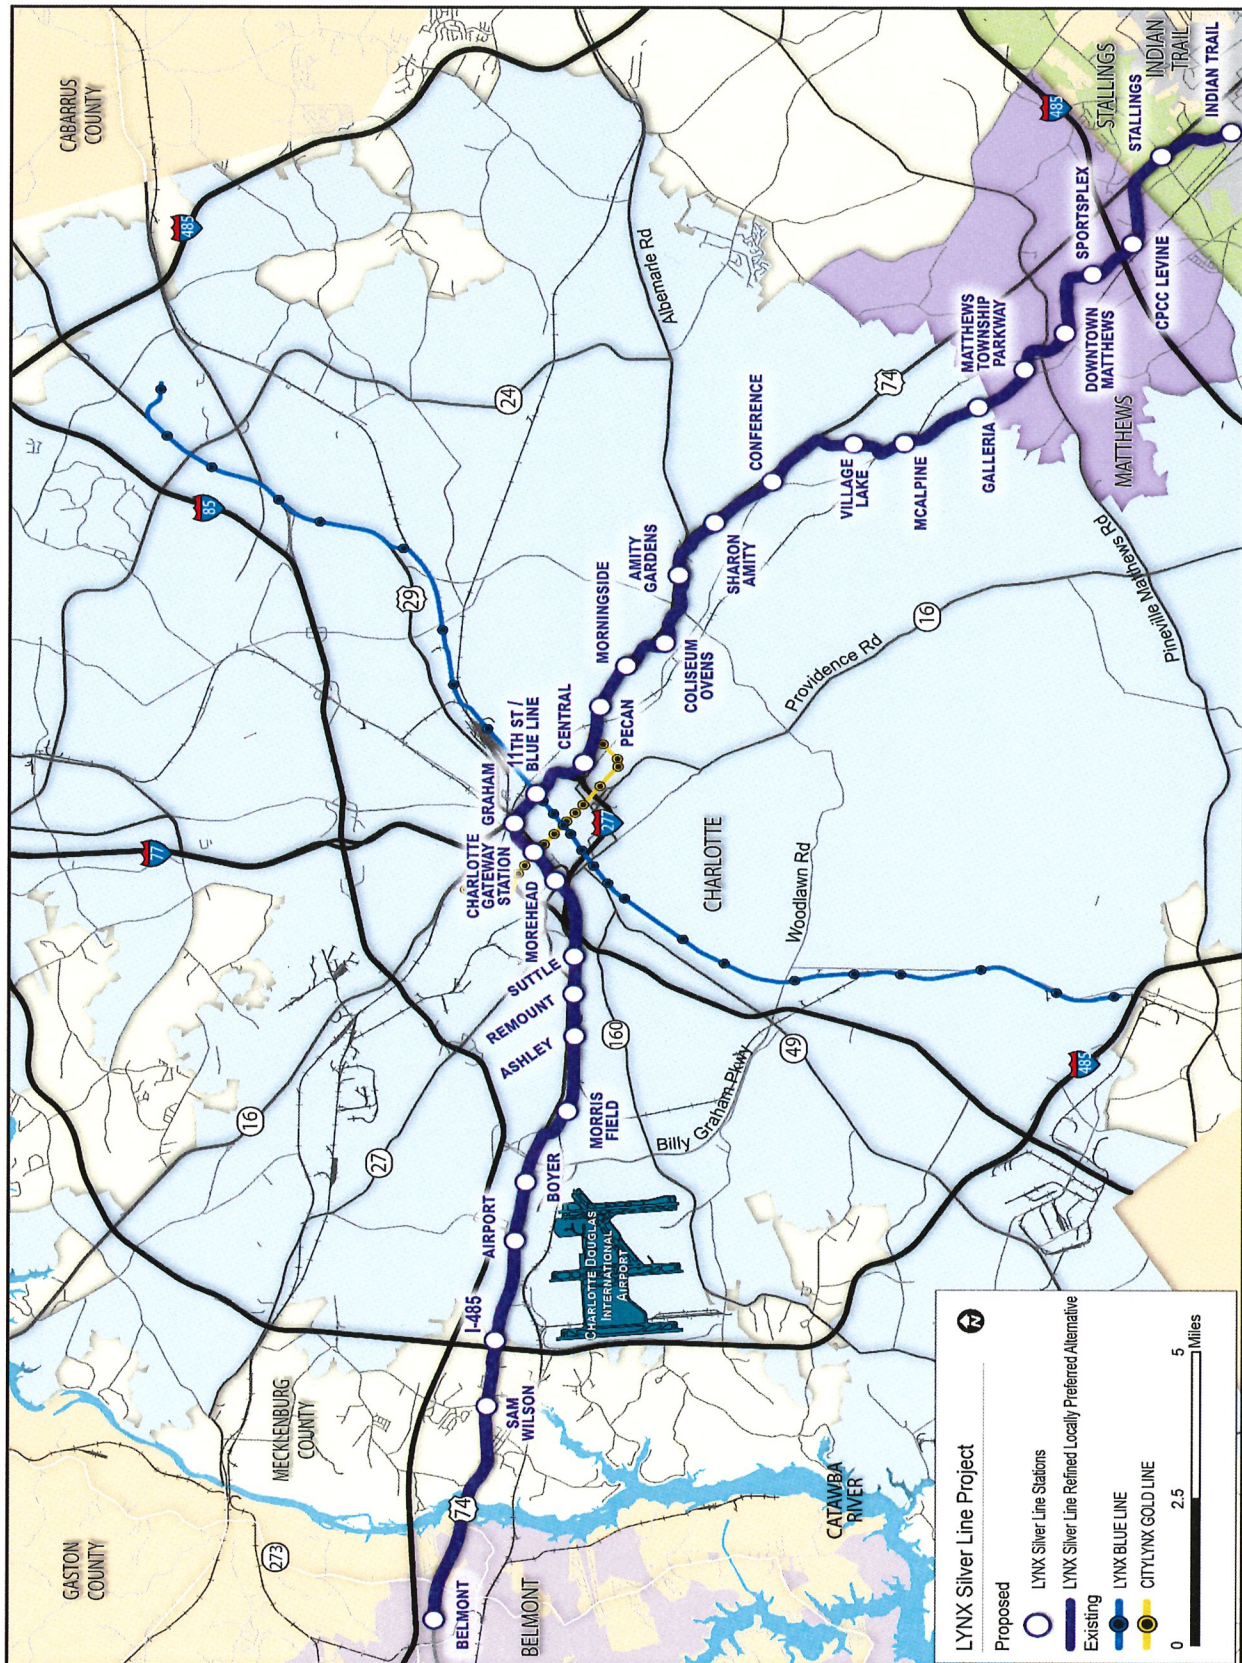 CABARRUS
COUNTY
485
INDIAN
TRAIL
INDIAN TRAIL
STALLINGS
STALLINGS
485
SPORTSPLEX
CPCC LEVINE
MATTHEWS
TOWNSHIP
PARKWAY
DOWNTOWN
MATTHEWS
MATTHEWS
GALLERIA
Albemarle Rd
24
74
CONFERENCE
VILLAGE
LAKE
MCALPINE
85
29
AMITY
GARDENS
SHARON
AMITY
MORNINGSIDE
COLISEUM
OVENS
Pineville Matthews Rd
16
Providence Rd
11TH ST /
BLUE LINE
CENTRAL
PECAN
GRAHAM
277
77
CHARLOTTE
GATEWAY
STATION
CHARLOTTE
MOREHEAD
Woodlawn Rd
SUTTLE
REMOUNT
ASHLEY
160
49
485
16
27
MORRIS
FIELD
Billy Graham Pkwy
BOYER
AIRPORT
CHARLOTTE DOUGLAS
INTERNATIONAL
AIRPORT
I-485
SAM
WILSON
MECKLENBURG
COUNTY
CATAWBA
RIVER
74
GASTON
COUNTY
273
BELMONT
BELMONT
LYNX Silver Line Project
N
Proposed
LYNX Silver Line Stations
LYNX Silver Line Refined Locally Preferred Alternative
Existing
LYNX BLUE LINE
CITYLYNX GOLD LINE
0 2.5 5
Miles